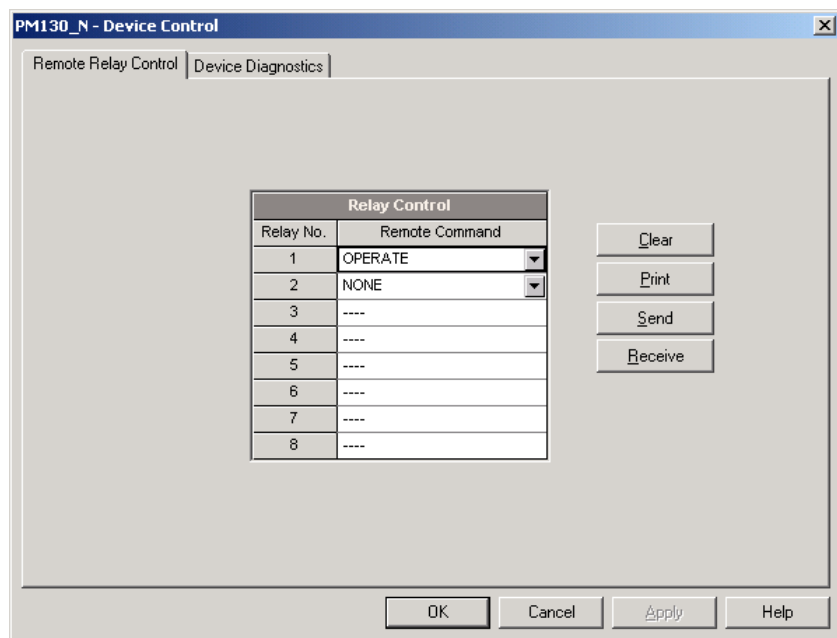 PM130_N - Device Control
Remote Relay Control Device Diagnostics
Relay Control
Relay No. Remote Command
1 OPERATE
2 NONE
3 ----
4 ----
5 ----
6 ----
7 ----
8 ----
Clear
Print
Send
Receive
OK Cancel Apply Help